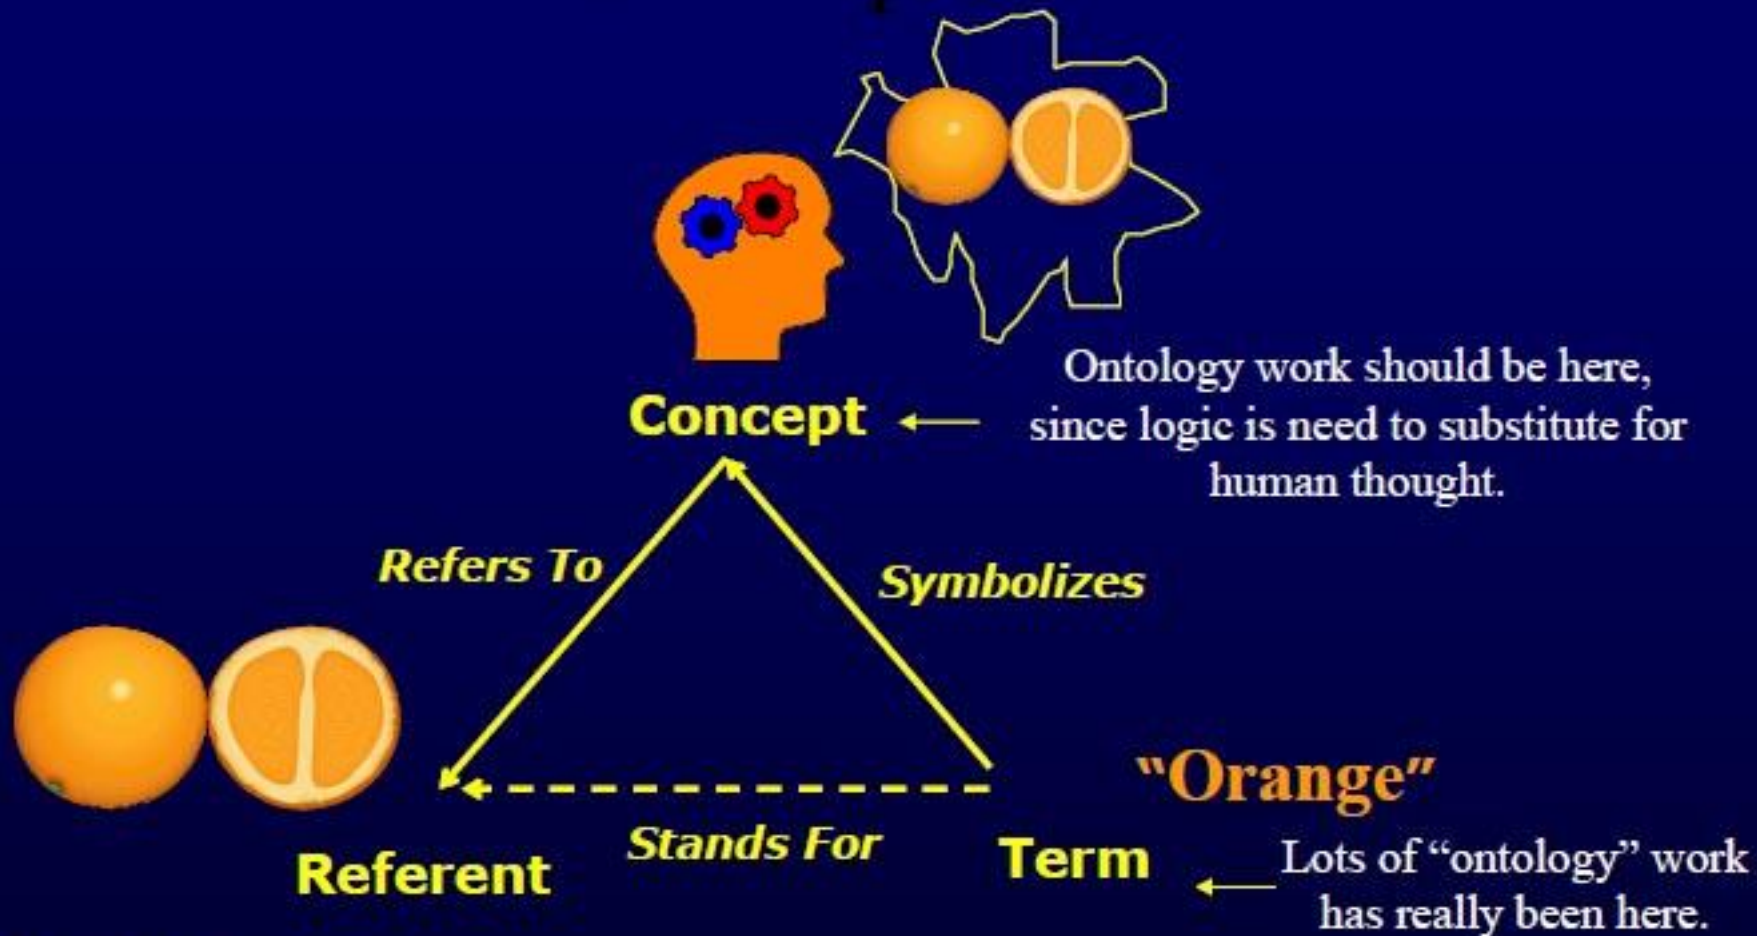 Ontology work should be here,
Concept
since logic is need to substitute for
human thought.
Refers To
Symbolizes
"Orange"
Stands For
Referent
Term
Lots of “ontology” work
has really been here.